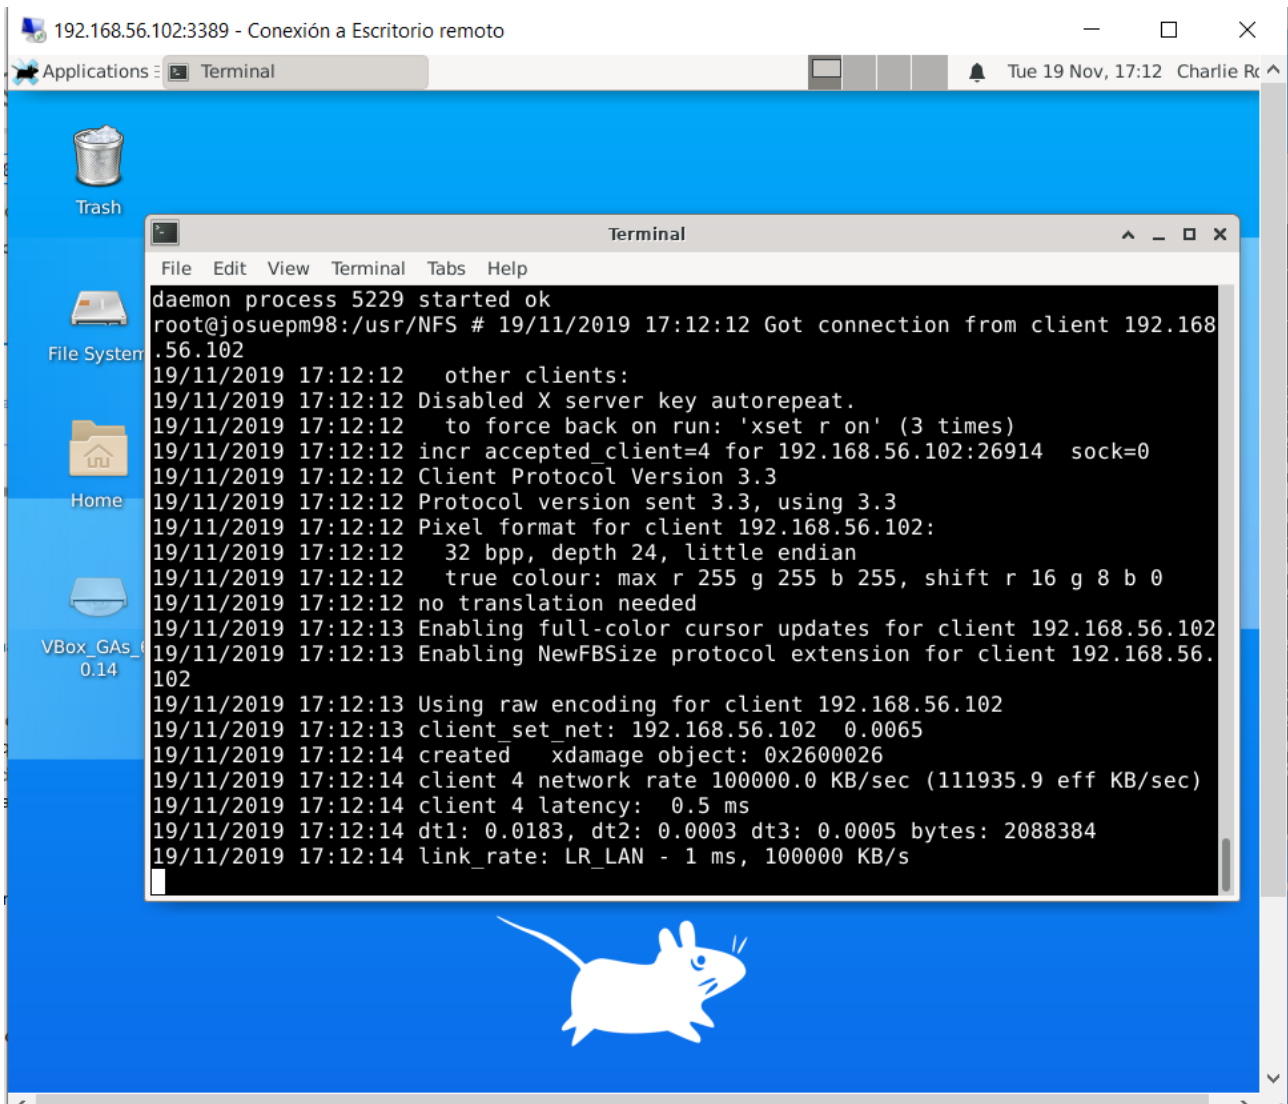 192.168.56.102:3389 - Conexión a Escritorio remoto
Applications Terminal Tue 19 Nov, 17:12 Charlie Ro
Trash
File System
Home
VBox_GAs_6
0.14
Terminal
File Edit View Terminal Tabs Help
daemon process 5229 started ok
root@josuepm98:/usr/NFS # 19/11/2019 17:12:12 Got connection from client 192.168
.56.102
19/11/2019 17:12:12   other clients:
19/11/2019 17:12:12 Disabled X server key autorepeat.
19/11/2019 17:12:12   to force back on run: 'xset r on' (3 times)
19/11/2019 17:12:12 incr accepted_client=4 for 192.168.56.102:26914  sock=0
19/11/2019 17:12:12 Client Protocol Version 3.3
19/11/2019 17:12:12 Protocol version sent 3.3, using 3.3
19/11/2019 17:12:12 Pixel format for client 192.168.56.102:
19/11/2019 17:12:12   32 bpp, depth 24, little endian
19/11/2019 17:12:12   true colour: max r 255 g 255 b 255, shift r 16 g 8 b 0
19/11/2019 17:12:12 no translation needed
19/11/2019 17:12:13 Enabling full-color cursor updates for client 192.168.56.102
19/11/2019 17:12:13 Enabling NewFBSize protocol extension for client 192.168.56.
102
19/11/2019 17:12:13 Using raw encoding for client 192.168.56.102
19/11/2019 17:12:13 client_set_net: 192.168.56.102  0.0065
19/11/2019 17:12:14 created   xdamage object: 0x2600026
19/11/2019 17:12:14 client 4 network rate 100000.0 KB/sec (111935.9 eff KB/sec)
19/11/2019 17:12:14 client 4 latency:  0.5 ms
19/11/2019 17:12:14 dt1: 0.0183, dt2: 0.0003 dt3: 0.0005 bytes: 2088384
19/11/2019 17:12:14 link_rate: LR_LAN - 1 ms, 100000 KB/s